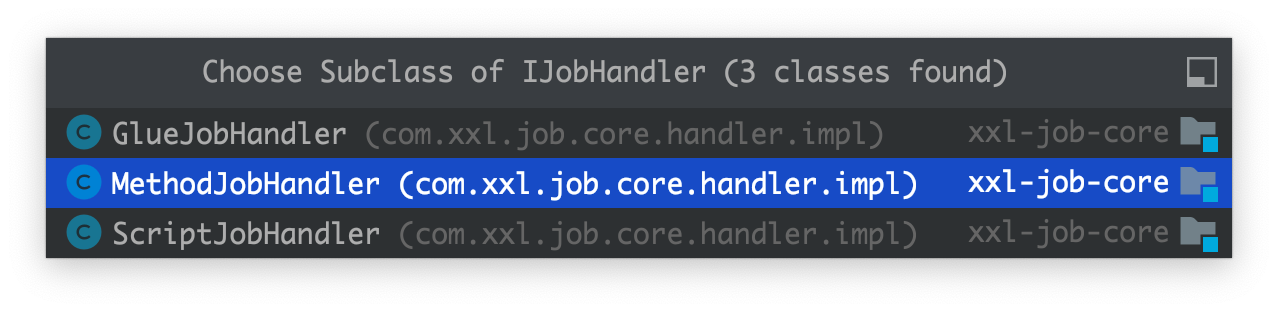 Choose Subclass of IJobHandler (3 classes found)
C GlueJobHandler (com.xxl.job.core.handler.impl) xxl-job-core
C MethodJobHandler (com.xxl.job.core.handler.impl) xxl-job-core
C ScriptJobHandler (com.xxl.job.core.handler.impl) xxl-job-core